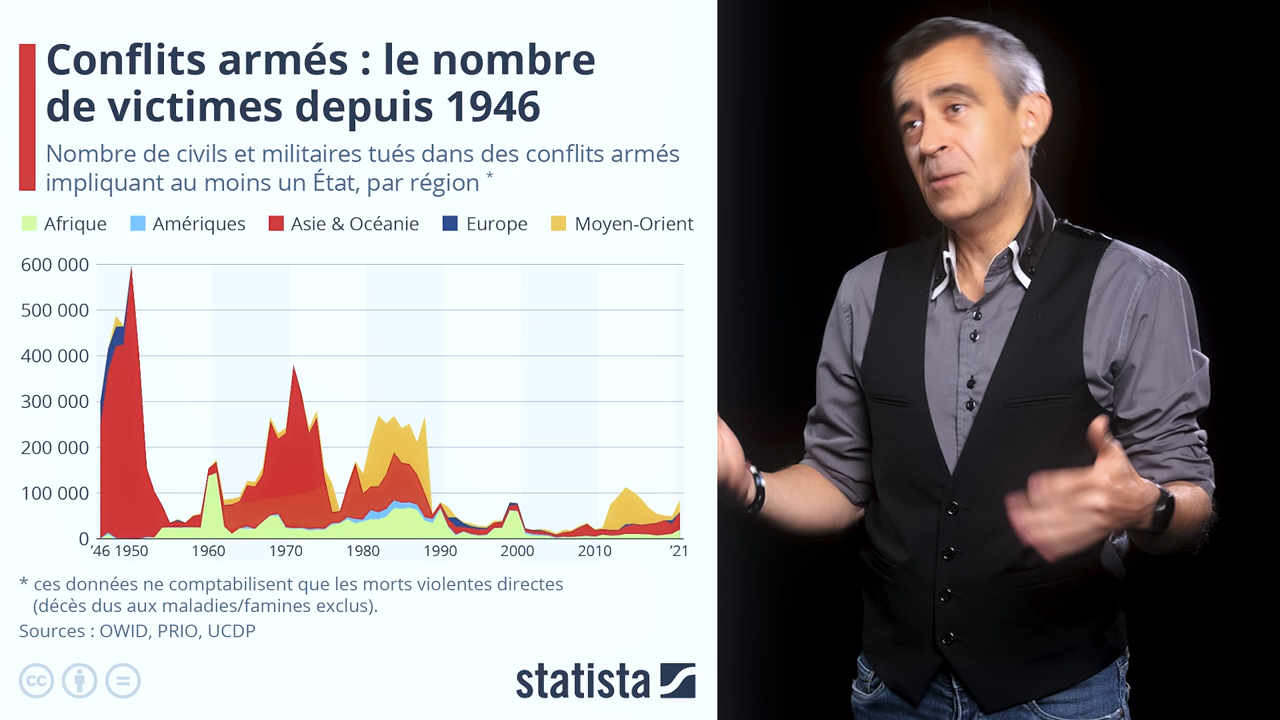 Conflits armés : le nombre
de victimes depuis 1946
Nombre de civils et militaires tués dans des conflits armés
impliquant au moins un État, par région *
Afrique Amériques Asie & Océanie Europe Moyen-Orient
600 000
500 000
400 000
300 000
200 000
100 000
0
'46 1950 1960 1970 1980 1990 2000 2010 '21
* ces données ne comptabilisent que les morts violentes directes
(décès dus aux maladies/famines exclus).
Sources : OWID, PRIO, UCDP
cc
statista